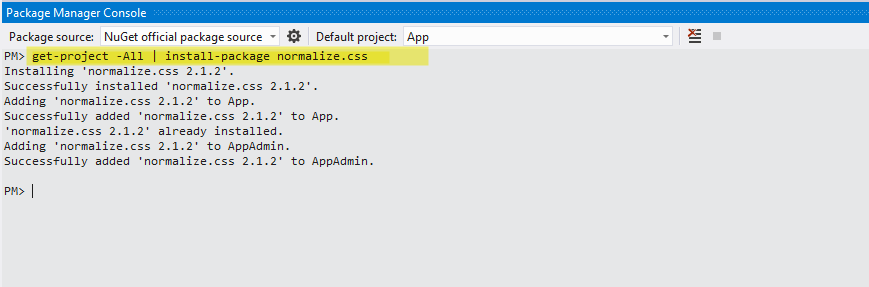 Package Manager Console
Package source: NuGet official package source Default project: App
PM> get-project -All | install-package normalize.css
Installing 'normalize.css 2.1.2'.
Successfully installed 'normalize.css 2.1.2'.
Adding 'normalize.css 2.1.2' to App.
Successfully added 'normalize.css 2.1.2' to App.
'normalize.css 2.1.2' already installed.
Adding 'normalize.css 2.1.2' to AppAdmin.
Successfully added 'normalize.css 2.1.2' to AppAdmin.
PM>